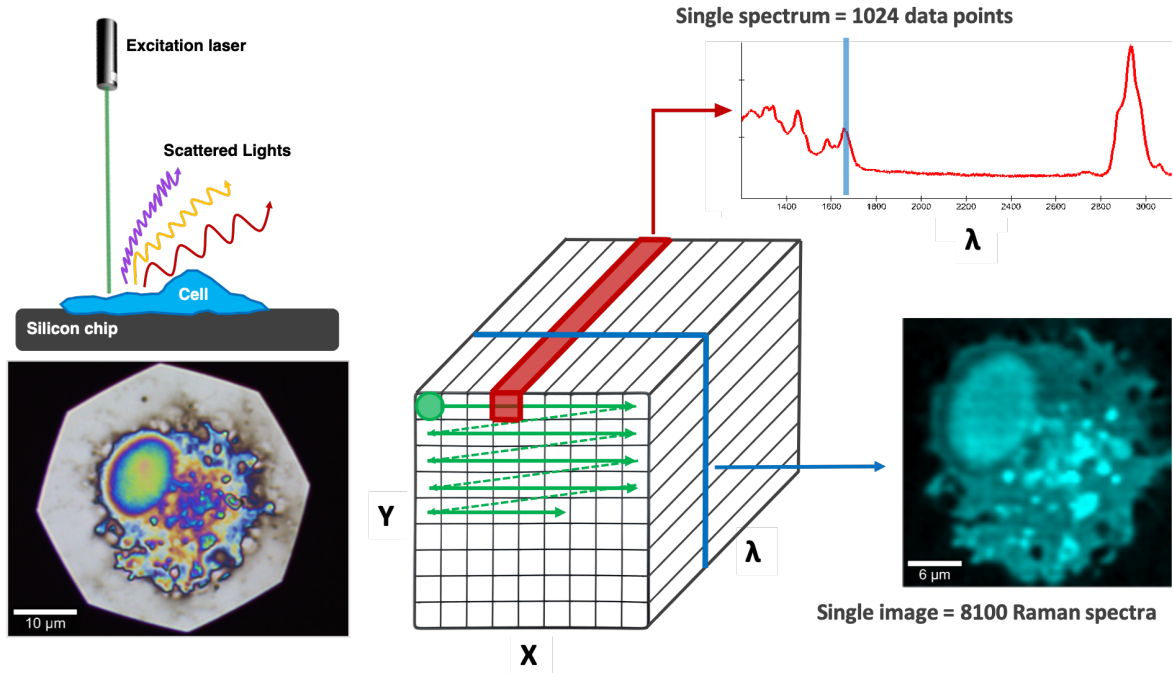 Single spectrum = 1024 data points
Excitation laser
Scattered Lights
Cell
Silicon chip
1400 1600 1800 2000 2200 2400 2600 2800 3000
λ
Y
λ
X
10 µm
6 µm
Single image = 8100 Raman spectra